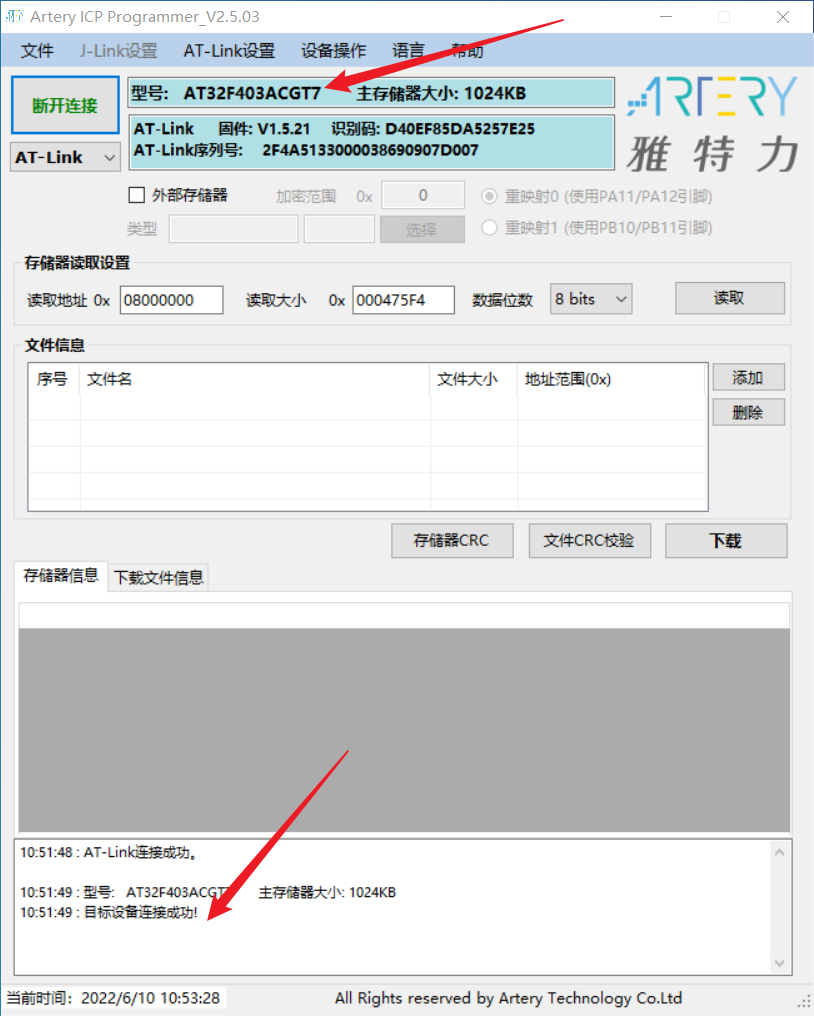 Artery ICP Programmer_V2.5.03
文件 J-Link设置 AT-Link设置 设备操作 语言 帮助
断开连接
型号: AT32F403ACGT7 主存储器大小: 1024KB
AT-Link 固件: V1.5.21 识别码: D40EF85DA5257E25
AT-Link序列号: 2F4A5133000038690907D007
ARTERY
雅特力
AT-Link
外部存储器 加密范围 0x 0 重映射0 (使用PA11/PA12引脚)
类型 选择 重映射1 (使用PB10/PB11引脚)
存储器读取设置
读取地址 0x 08000000 读取大小 0x 000475F4 数据位数 8 bits 读取
文件信息
序号 文件名 文件大小 地址范围(0x) 添加
删除
存储器CRC 文件CRC校验 下载
存储器信息 下载文件信息
10:51:48 : AT-Link连接成功。
10:51:49 : 型号: AT32F403ACGT7 主存储器大小: 1024KB
10:51:49 : 目标设备连接成功!
当前时间: 2022/6/10 10:53:28 All Rights reserved by Artery Technology Co.Ltd